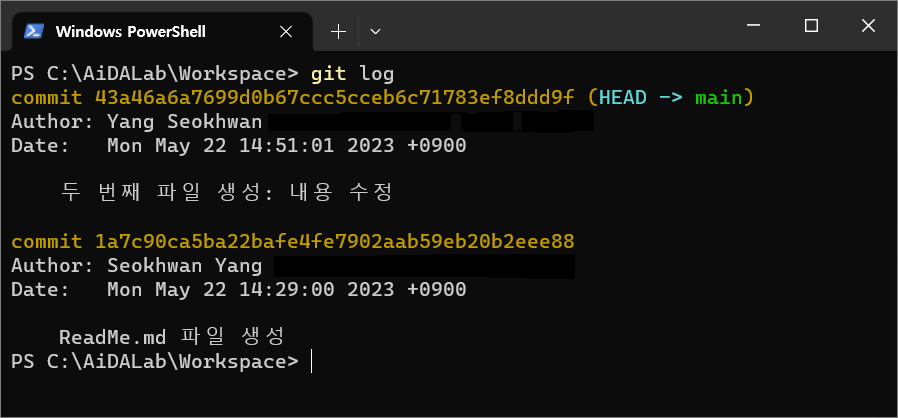 Windows PowerShell
PS C:\AiDALab\Workspace> git log
commit 43a46a6a7699d0b67ccc5cceb6c71783ef8ddd9f (HEAD -> main)
Author: Yang Seokhwan
Date:   Mon May 22 14:51:01 2023 +0900
두 번째 파일 생성: 내용 수정
commit 1a7c90ca5ba22bafe4fe7902aab59eb20b2eee88
Author: Seokhwan Yang
Date:   Mon May 22 14:29:00 2023 +0900
ReadMe.md 파일 생성
PS C:\AiDALab\Workspace>